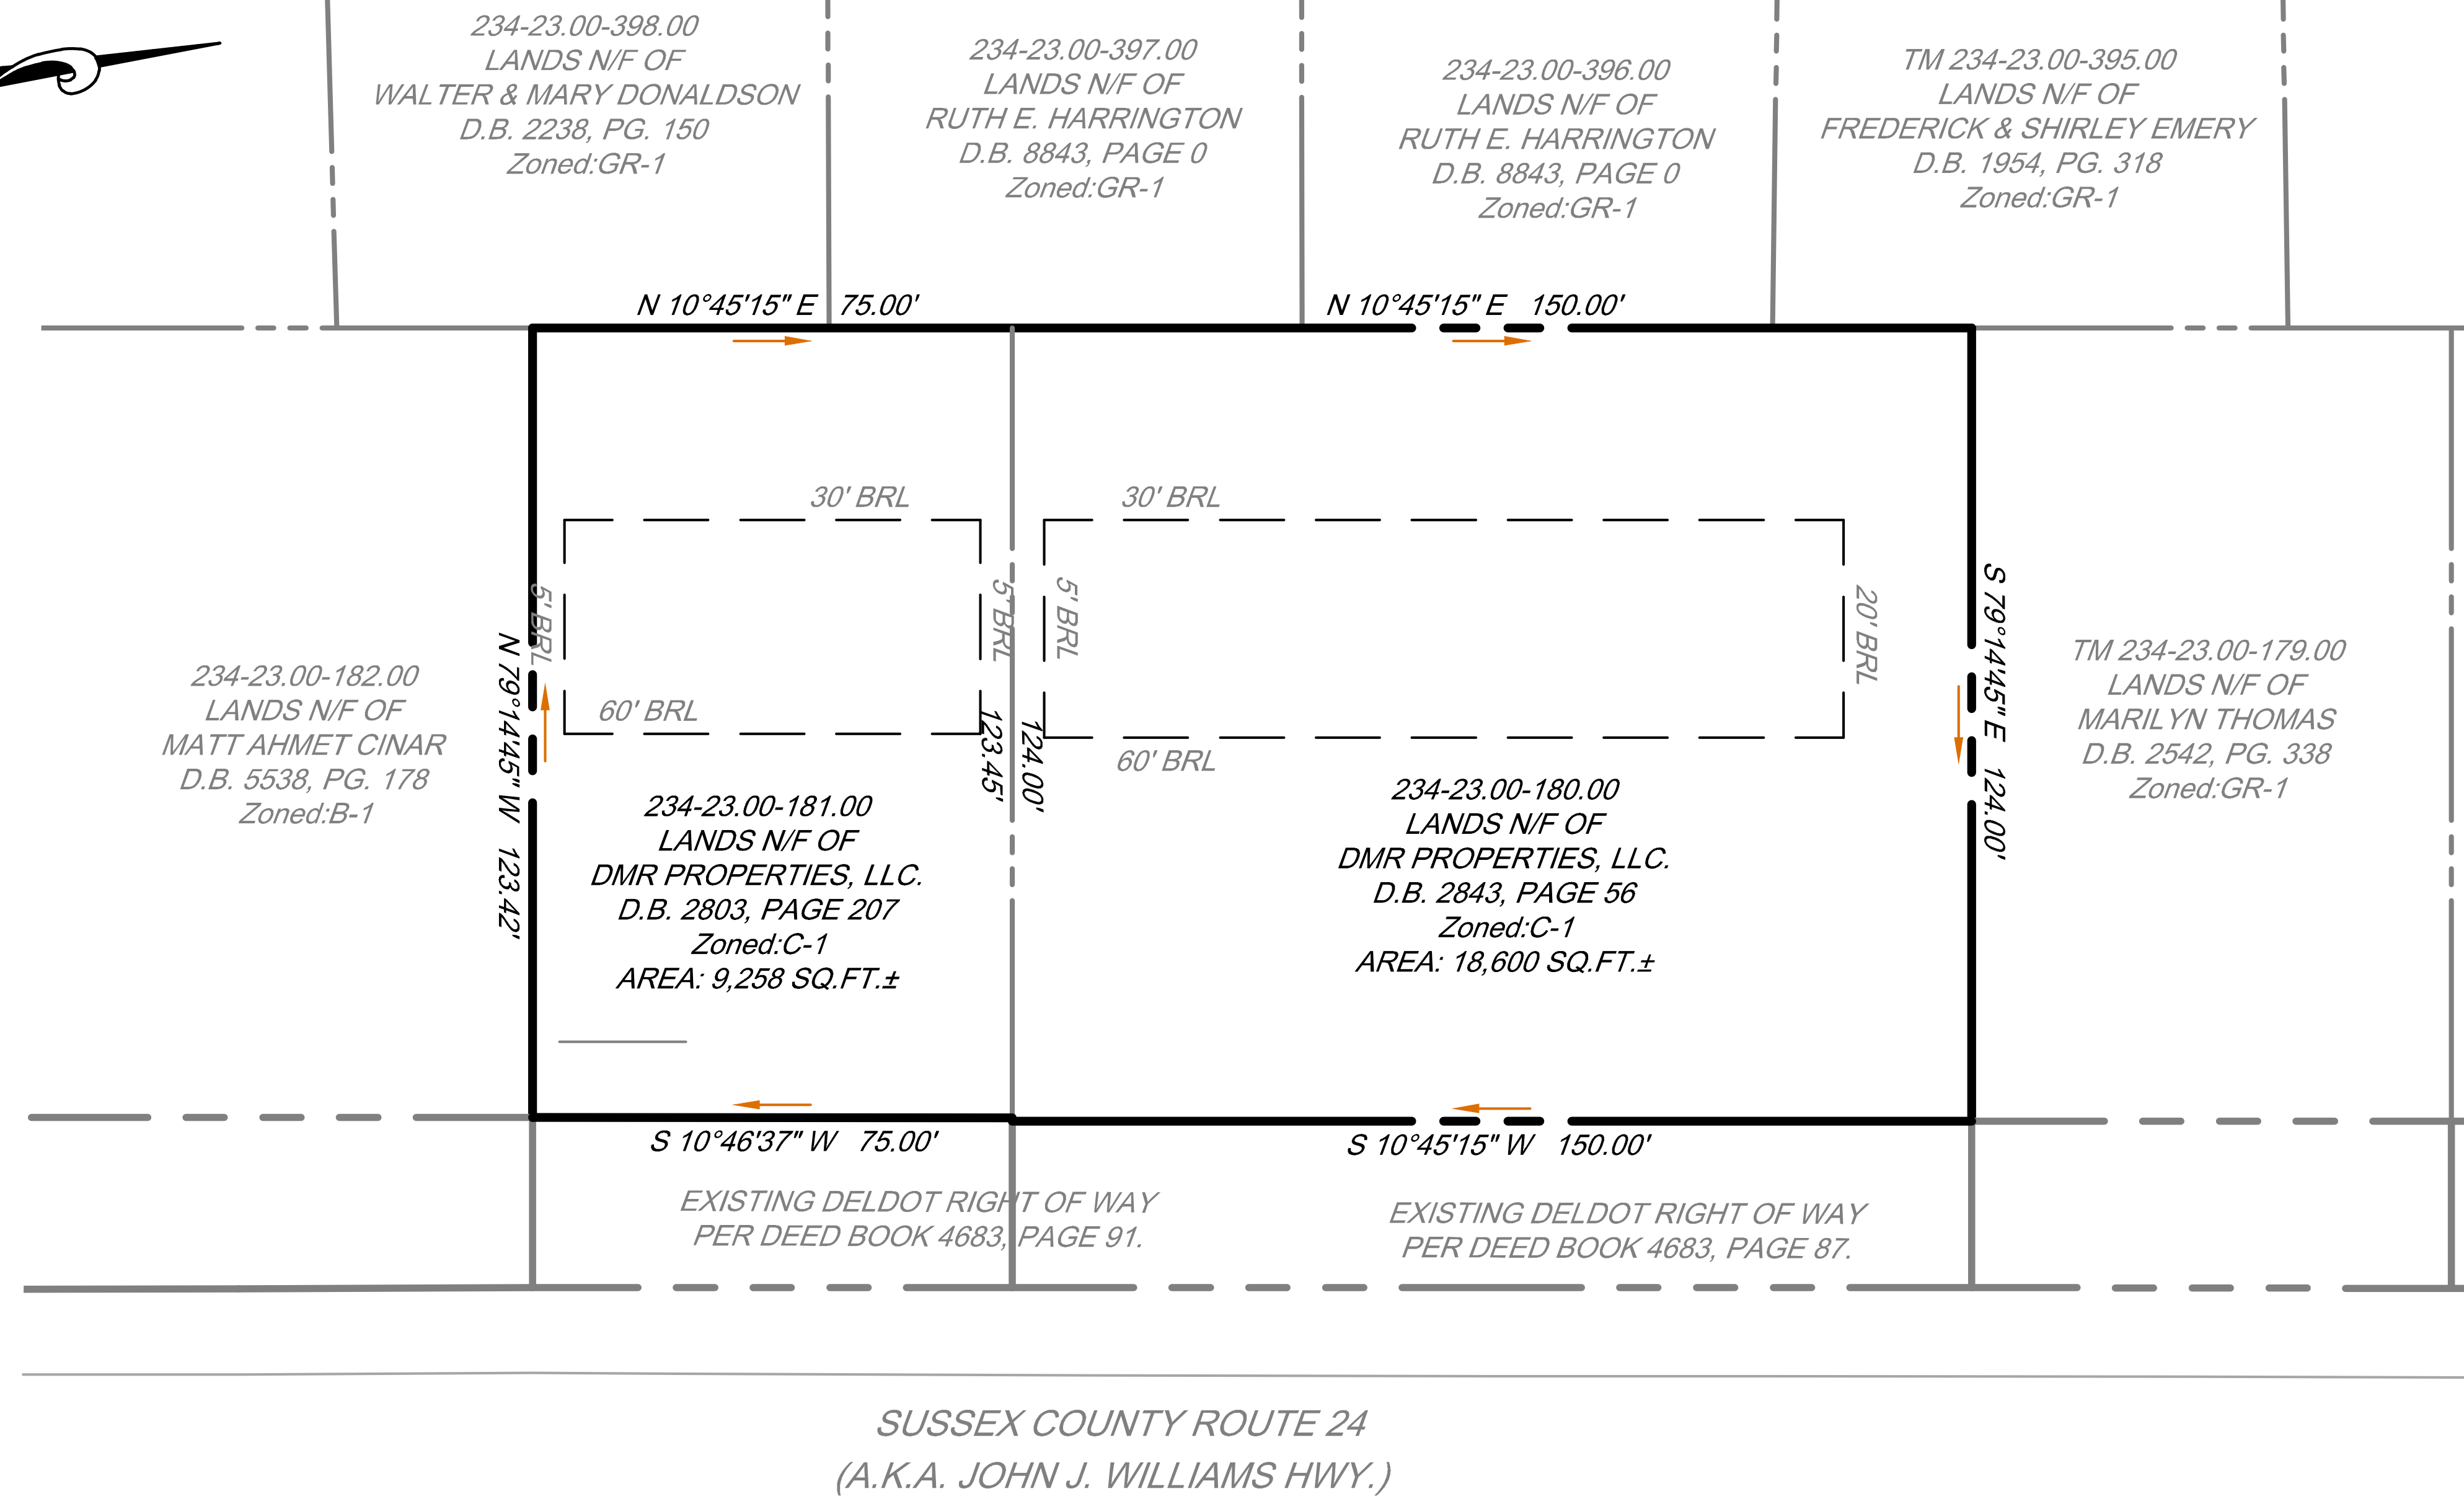 234-23.00-398.00
LANDS N/F OF
WALTER & MARY DONALDSON
D.B. 2238, PG. 150
Zoned:GR-1
234-23.00-397.00
LANDS N/F OF
RUTH E. HARRINGTON
D.B. 8843, PAGE 0
Zoned:GR-1
234-23.00-396.00
LANDS N/F OF
RUTH E. HARRINGTON
D.B. 8843, PAGE 0
Zoned:GR-1
TM 234-23.00-395.00
LANDS N/F OF
FREDERICK & SHIRLEY EMERY
D.B. 1954, PG. 318
Zoned:GR-1
N 10°45'15" E 75.00'
N 10°45'15" E 150.00'
30' BRL
30' BRL
5' BRL
5' BRL
5' BRL
20' BRL
60' BRL
60' BRL
N 79°14'45" W 123.42'
123.45'
124.00'
S 79°14'45" E 124.00'
234-23.00-182.00
LANDS N/F OF
MATT AHMET CINAR
D.B. 5538, PG. 178
Zoned:B-1
234-23.00-181.00
LANDS N/F OF
DMR PROPERTIES, LLC.
D.B. 2803, PAGE 207
Zoned:C-1
AREA: 9,258 SQ.FT.±
234-23.00-180.00
LANDS N/F OF
DMR PROPERTIES, LLC.
D.B. 2843, PAGE 56
Zoned:C-1
AREA: 18,600 SQ.FT.±
TM 234-23.00-179.00
LANDS N/F OF
MARILYN THOMAS
D.B. 2542, PG. 338
Zoned:GR-1
S 10°46'37" W 75.00'
S 10°45'15" W 150.00'
EXISTING DELDOT RIGHT OF WAY
PER DEED BOOK 4683, PAGE 91.
EXISTING DELDOT RIGHT OF WAY
PER DEED BOOK 4683, PAGE 87.
SUSSEX COUNTY ROUTE 24
(A.K.A. JOHN J. WILLIAMS HWY.)